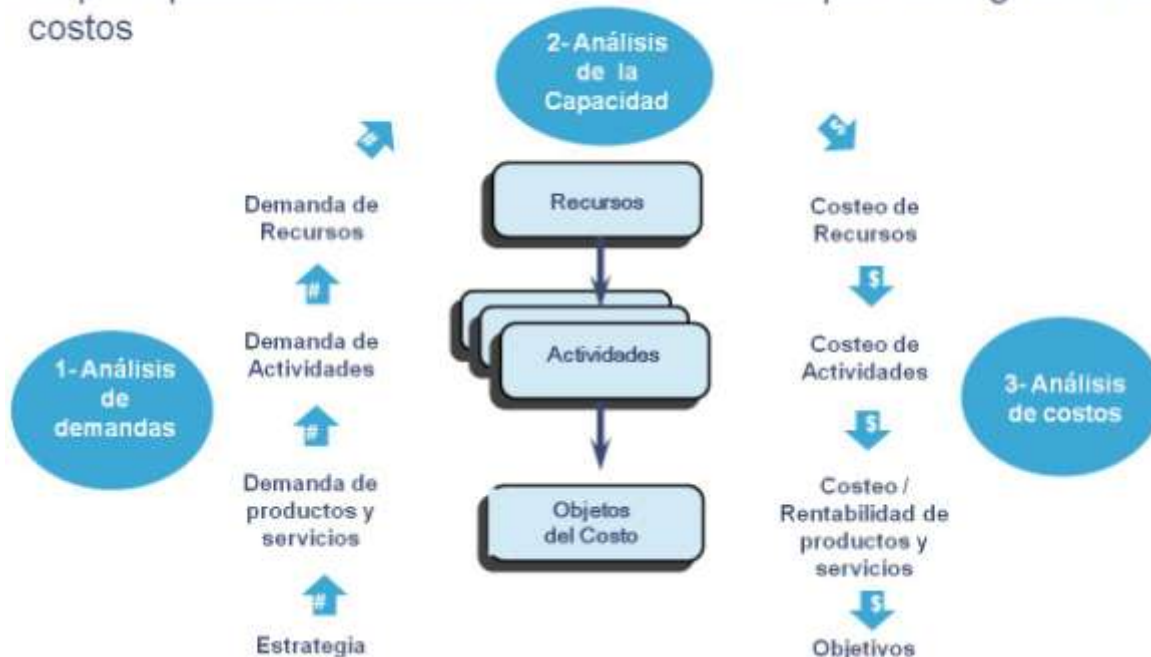 costos
2- Análisis
de la
Capacidad
#
$
Demanda de
Recursos
Recursos
Costeo de
Recursos
#
$
Demanda de
Actividades
Actividades
Costeo de
Actividades
1- Análisis
de
demandas
3- Análisis
de costos
#
$
Demanda de
productos y
servicios
Objetos
del Costo
Costeo /
Rentabilidad de
productos y
servicios
#
$
Estrategia
Objetivos